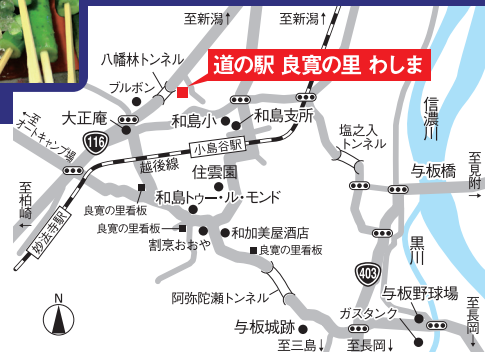 至新潟↑
至新潟↑
八幡林トンネル
道の駅 良寛の里 わしま
ブルボン
大正庵
和島小
和島支所
信濃川
←至オートキャンプ場
116
小島谷駅
塩之入
トンネル
越後線
与板橋
至見附→
住雲園
至柏崎←
良寛の里看板
和島トゥー・ル・モンド
妙法寺駅
良寛の里看板
和加美屋酒店
割烹おおや
良寛の里看板
黒川
403
阿弥陀瀬トンネル
与板野球場
N
ガスタンク
与板城跡
至長岡→
至三島↓
至長岡↓